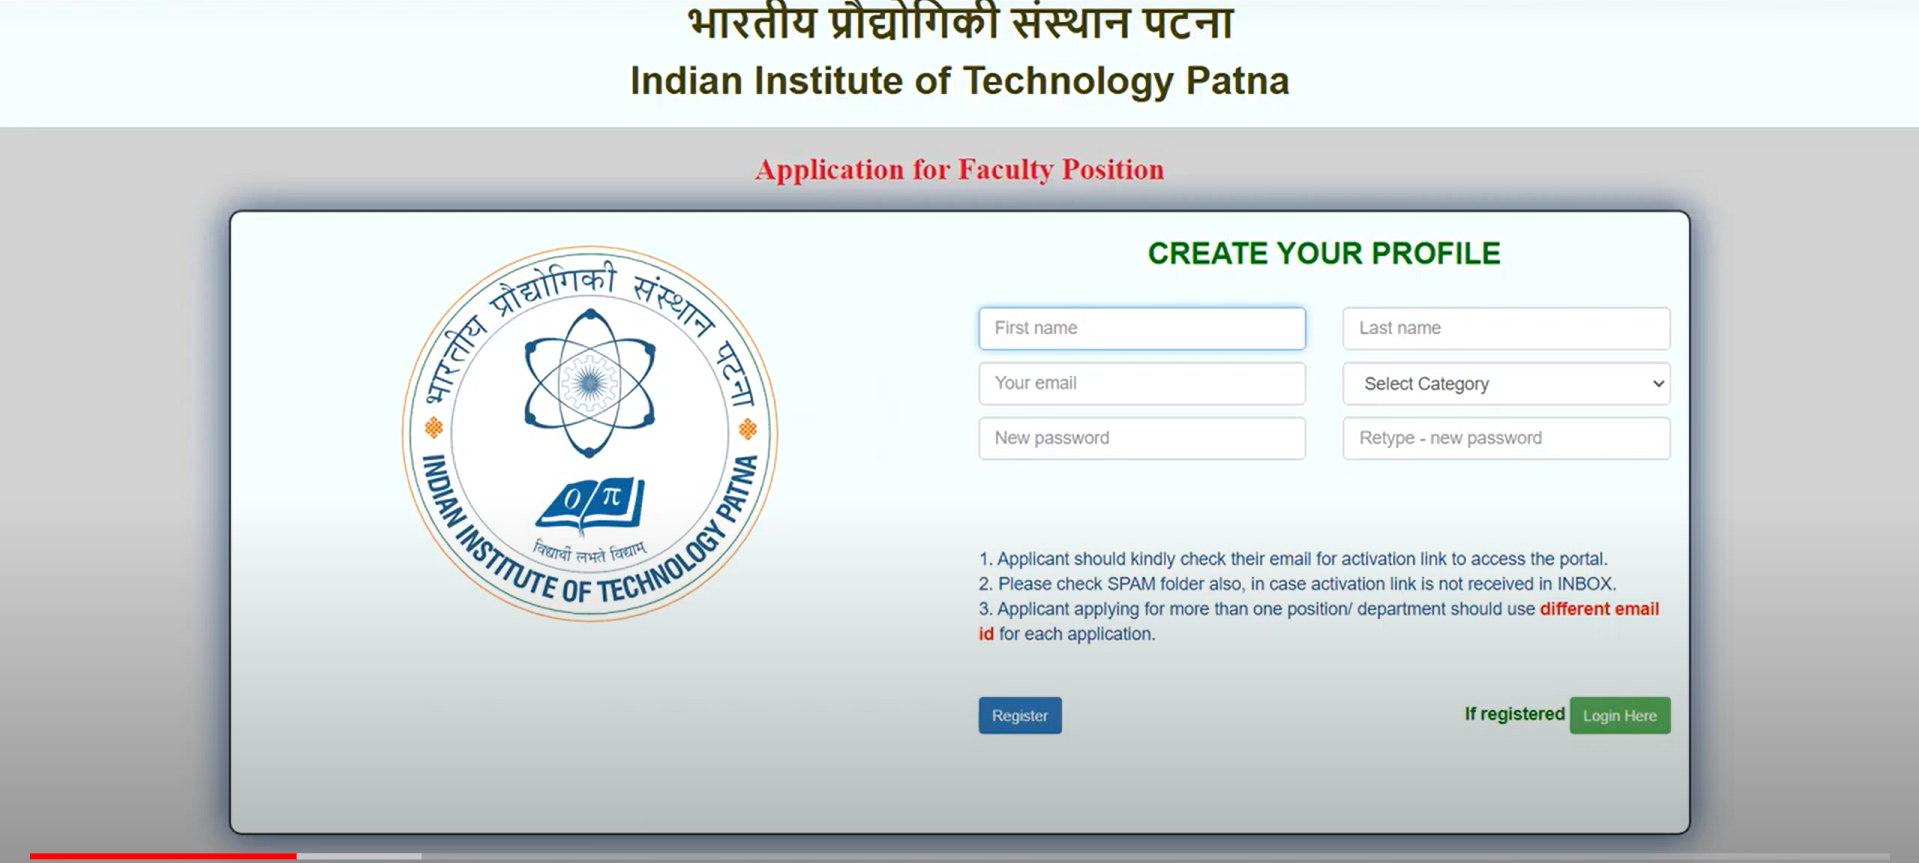 भारतीय प्रौद्योगिकी संस्थान पटना
Indian Institute of Technology Patna
Application for Faculty Position
भारतीय प्रौद्योगिकी संस्थान पटना
0 π
विद्यार्थी लभते विद्याम्
INDIAN INSTITUTE OF TECHNOLOGY PATNA
CREATE YOUR PROFILE
First name
Last name
Your email
Select Category
New password
Retype - new password
1. Applicant should kindly check their email for activation link to access the portal.
2. Please check SPAM folder also, in case activation link is not received in INBOX.
3. Applicant applying for more than one position/ department should use different email
id for each application.
Register
If registered Login Here